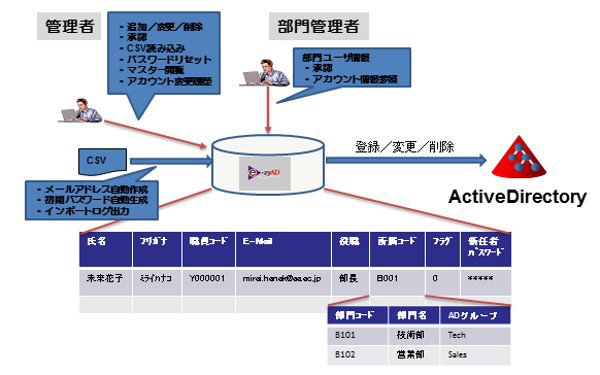 管理者
・追加／変更／削除
・承認
・CSV読み込み
・パスワードリセット
・マスター閲覧
・アカウント変更履歴
部門管理者
部門ユーザ情報
・承認
・アカウント情報参照
CSV
・メールアドレス自動作成
・初期パスワード自動生成
・インポートログ出力
e-zyAD
登録／変更／削除
ActiveDirectory
氏名 フリガナ 職員コード E-Mail 役職 所属コード フラグ 新任者
パスワード
未来花子 ミライハナコ Y000001 mirai.hanak@aa.ac.jp 部長 B001 0 *****
部門コード 部門名 ADグループ
B101 技術部 Tech
B102 営業部 Sales